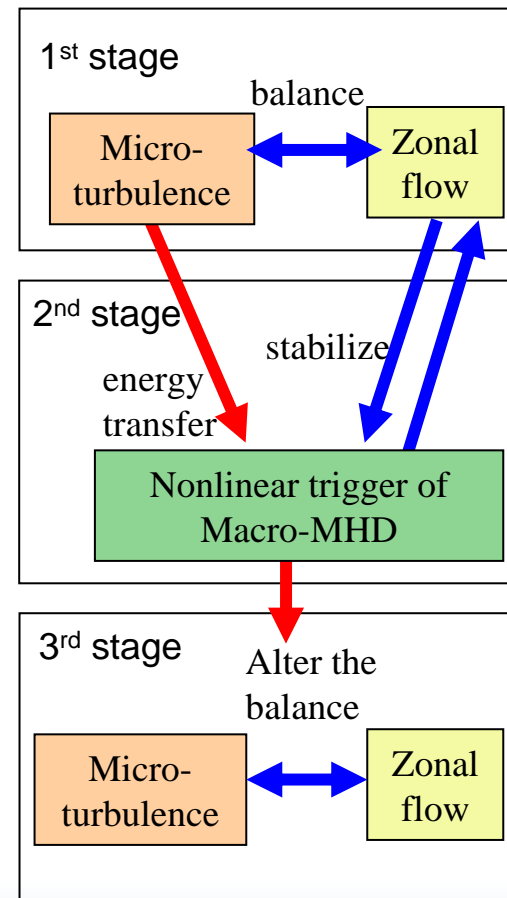 1st stage
balance
Micro-
turbulence
Zonal
flow
2nd stage
stabilize
energy
transfer
Nonlinear trigger of
Macro-MHD
3rd stage
Alter the
balance
Micro-
turbulence
Zonal
flow